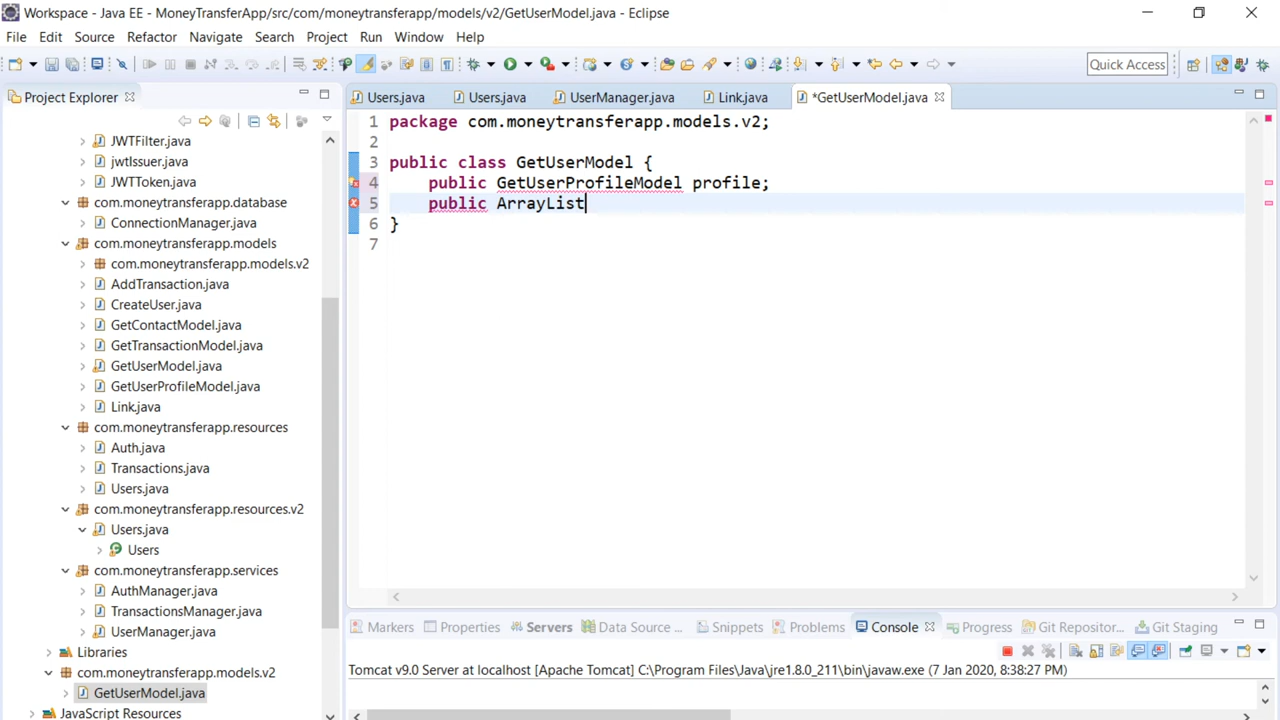 Workspace - Java EE - MoneyTransferApp/src/com/moneytransferapp/models/v2/GetUserModel.java - Eclipse
File Edit Source Refactor Navigate Search Project Run Window Help
Quick Access
Project Explorer
JWTFilter.java
jwtIssuer.java
JWTToken.java
com.moneytransferapp.database
ConnectionManager.java
com.moneytransferapp.models
com.moneytransferapp.models.v2
AddTransaction.java
CreateUser.java
GetContactModel.java
GetTransactionModel.java
GetUserModel.java
GetUserProfileModel.java
Link.java
com.moneytransferapp.resources
Auth.java
Transactions.java
Users.java
com.moneytransferapp.resources.v2
Users.java
Users
com.moneytransferapp.services
AuthManager.java
TransactionsManager.java
UserManager.java
Libraries
com.moneytransferapp.models.v2
GetUserModel.java
JavaScript Resources
Users.java Users.java UserManager.java Link.java *GetUserModel.java
1 package com.moneytransferapp.models.v2;
2
3 public class GetUserModel {
4 public GetUserProfileModel profile;
5 public ArrayList
6 }
7
Markers Properties Servers Data Source ... Snippets Problems Console Progress Git Repositor... Git Staging
Tomcat v9.0 Server at localhost [Apache Tomcat] C:\Program Files\Java\jre1.8.0_211\bin\javaw.exe (7 Jan 2020, 8:38:27 PM)